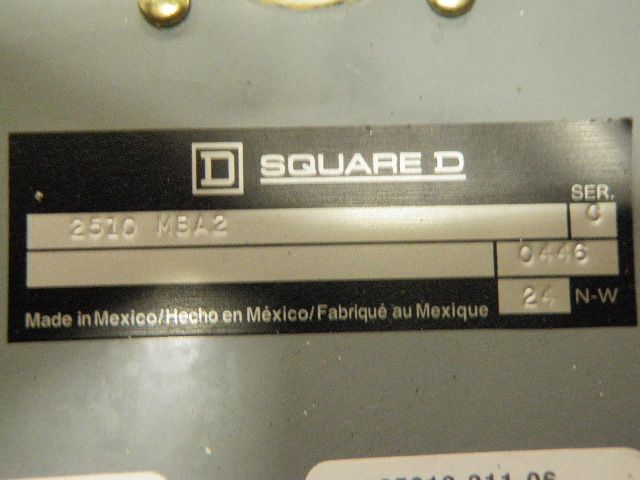 D SQUARE D
SER.
2510 MBA2 C
0446
24 N-W
Made in Mexico/Hecho en México/Fabriqué au Mexique